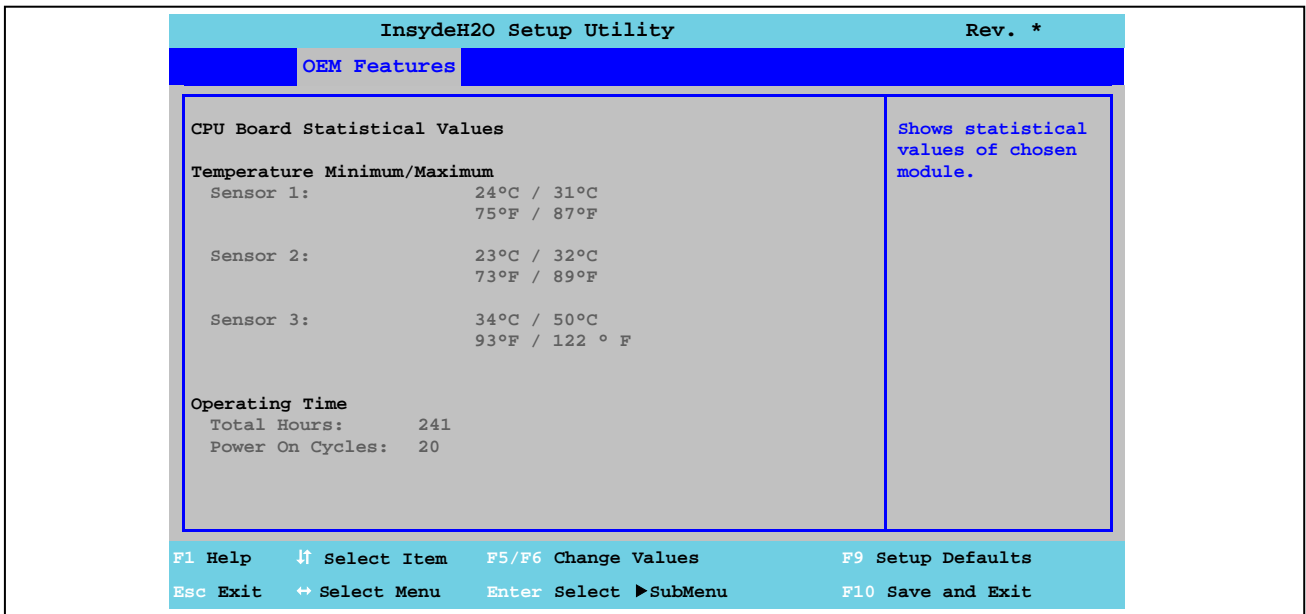 InsydeH2O Setup Utility Rev. *
OEM Features
CPU Board Statistical Values
Temperature Minimum/Maximum
Sensor 1: 24°C / 31°C
75°F / 87°F
Sensor 2: 23°C / 32°C
73°F / 89°F
Sensor 3: 34°C / 50°C
93°F / 122 ° F
Operating Time
Total Hours: 241
Power On Cycles: 20
Shows statistical
values of chosen
module.
F1 Help ↓↑ Select Item F5/F6 Change Values F9 Setup Defaults
Esc Exit ↔ Select Menu Enter Select ▶SubMenu F10 Save and Exit